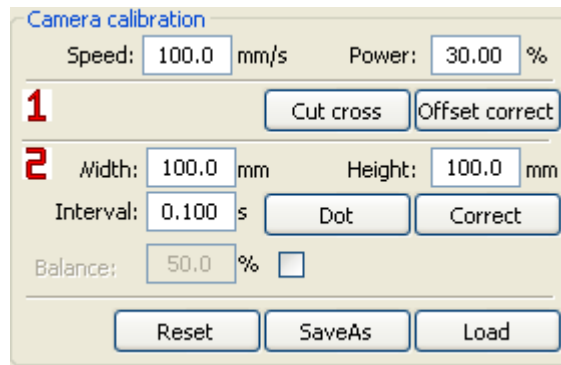 Camera calibration
Speed: 100.0 mm/s Power: 30.00 %
1 Cut cross Offset correct
2 Width: 100.0 mm Height: 100.0 mm
Interval: 0.100 s Dot Correct
Balance: 50.0 %
Reset SaveAs Load